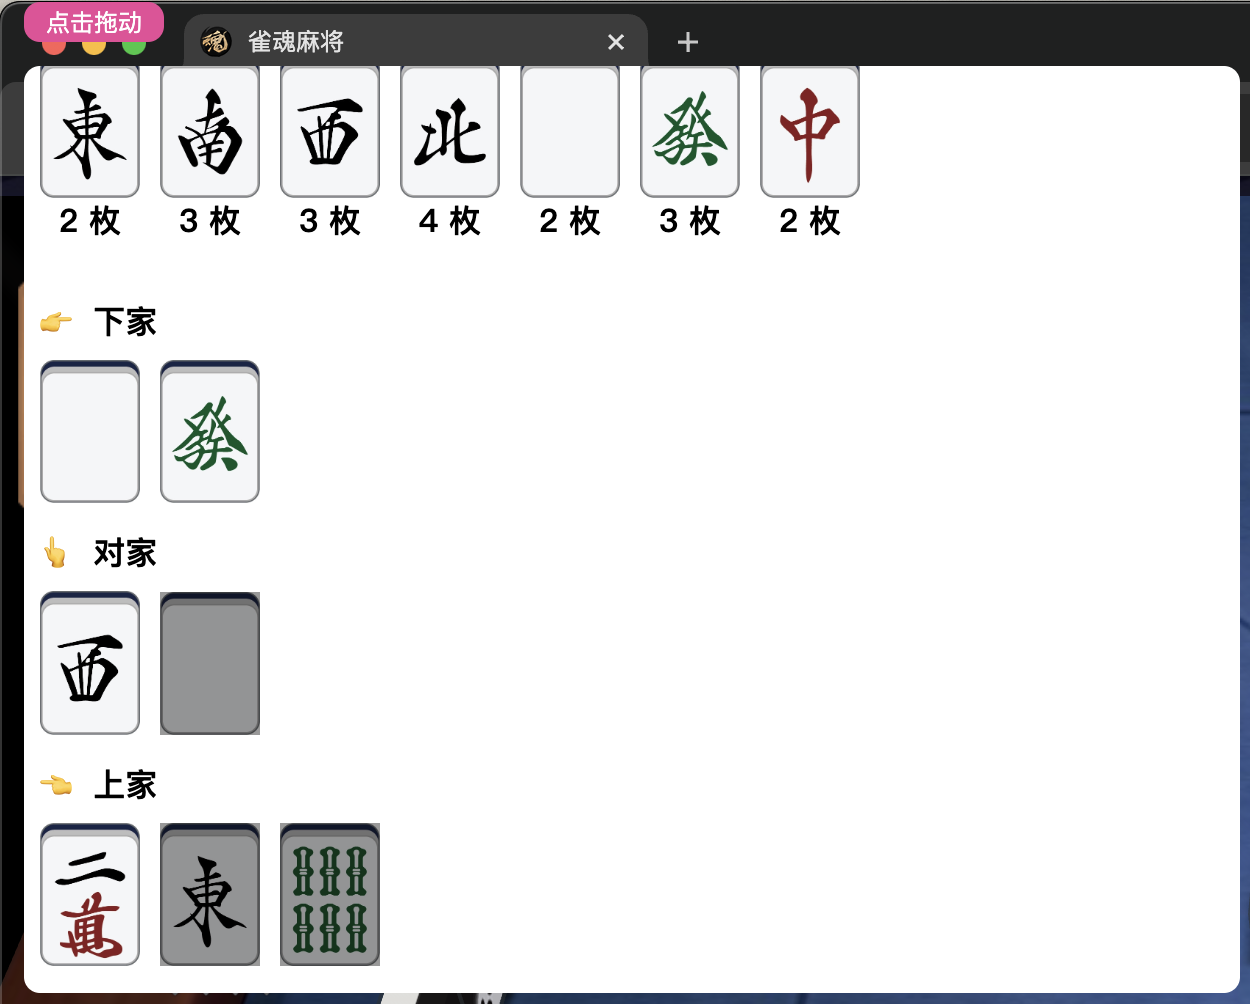 点击拖动
雀魂麻将
東 南 西 北 發 中
2 枚 3 枚 3 枚 4 枚 2 枚 3 枚 2 枚
下家
發
对家
西
上家
二萬 東